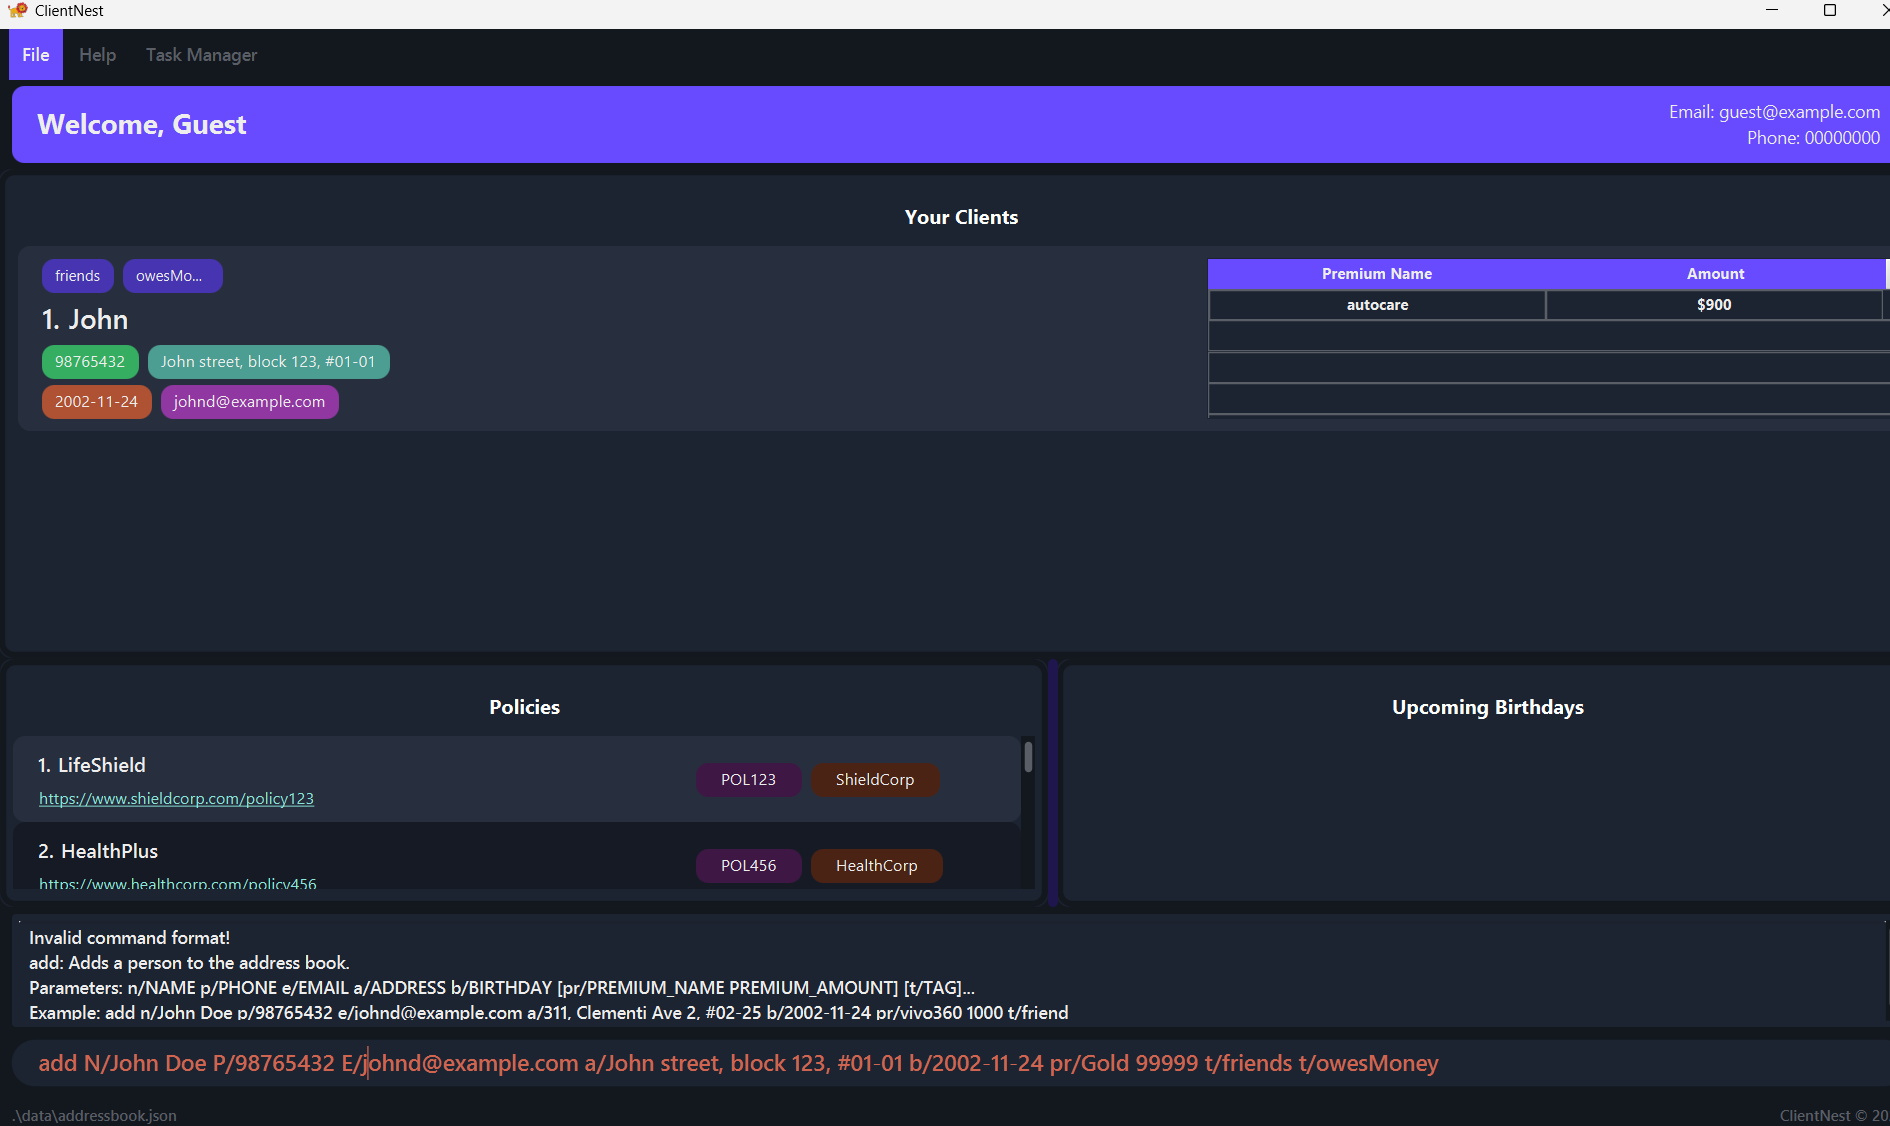 ClientNest
File Help Task Manager
Welcome, Guest
Email: guest@example.com
Phone: 00000000
Your Clients
friends owesMo...
1. John
98765432 John street, block 123, #01-01
2002-11-24 johnd@example.com
Premium Name Amount
autocare $900
Policies
1. LifeShield
https://www.shieldcorp.com/policy123
POL123 ShieldCorp
2. HealthPlus
https://www.healthcorp.com/policy456
POL456 HealthCorp
Upcoming Birthdays
Invalid command format!
add: Adds a person to the address book.
Parameters: n/NAME p/PHONE e/EMAIL a/ADDRESS b/BIRTHDAY [pr/PREMIUM_NAME PREMIUM_AMOUNT] [t/TAG]...
Example: add n/John Doe p/98765432 e/johnd@example.com a/311, Clementi Ave 2, #02-25 b/2002-11-24 pr/vivo360 1000 t/friend
add N/John Doe P/98765432 E/johnd@example.com a/John street, block 123, #01-01 b/2002-11-24 pr/Gold 99999 t/friends t/owesMoney
.\data\addressbook.json
ClientNest © 20